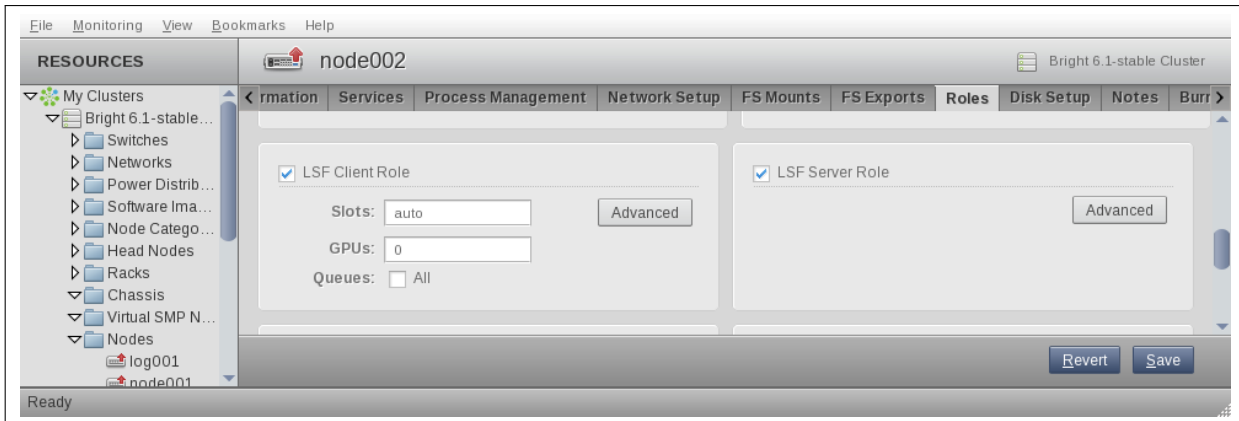 File Monitoring View Bookmarks Help
RESOURCES
node002
Bright 6.1-stable Cluster
My Clusters
Bright 6.1-stable...
Switches
Networks
Power Distrib...
Software Ima...
Node Catego...
Head Nodes
Racks
Chassis
Virtual SMP N...
Nodes
log001
node001
rmation Services Process Management Network Setup FS Mounts FS Exports Roles Disk Setup Notes Burr
LSF Client Role
Slots: auto Advanced
GPUs: 0
Queues: All
LSF Server Role
Advanced
Revert Save
Ready